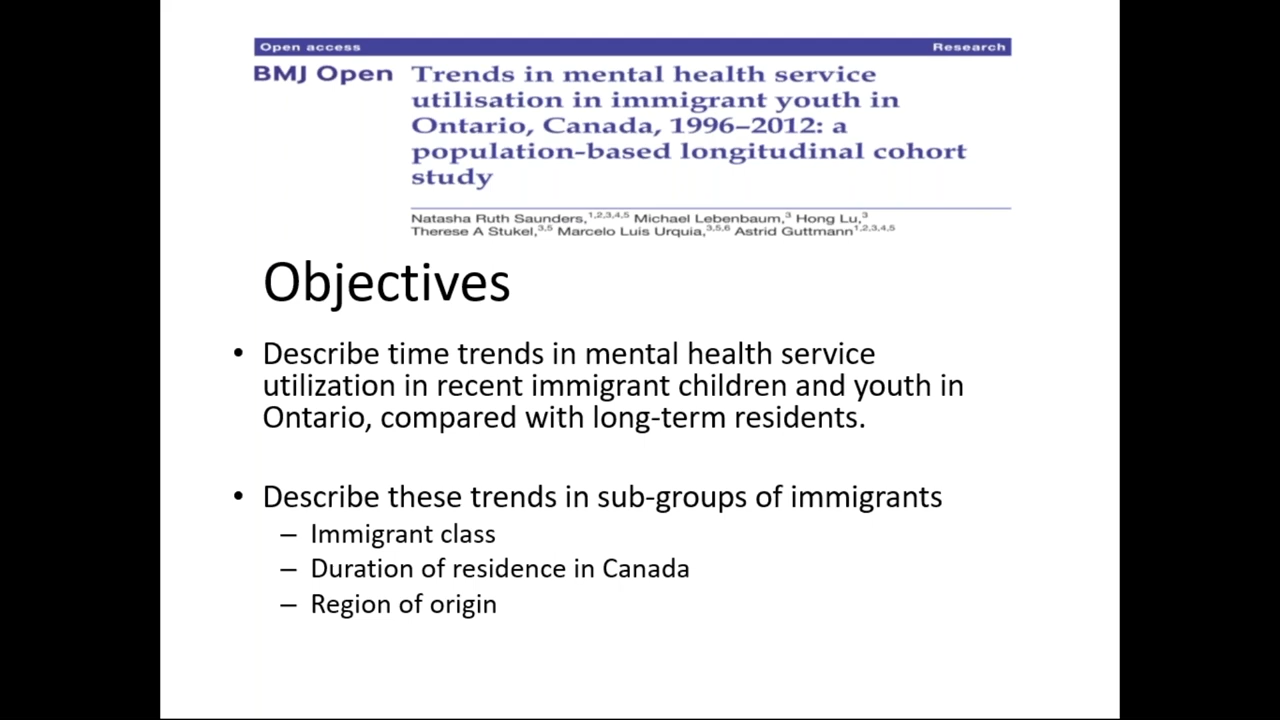 Open access Research
BMJ Open Trends in mental health service
utilisation in immigrant youth in
Ontario, Canada, 1996–2012: a
population-based longitudinal cohort
study
Natasha Ruth Saunders,1,2,3,4,5 Michael Lebenbaum,3 Hong Lu,3
Therese A Stukel,3,5 Marcelo Luis Urquia,3,5,6 Astrid Guttmann1,2,3,4,5
Objectives
• Describe time trends in mental health service
utilization in recent immigrant children and youth in
Ontario, compared with long-term residents.
• Describe these trends in sub-groups of immigrants
– Immigrant class
– Duration of residence in Canada
– Region of origin